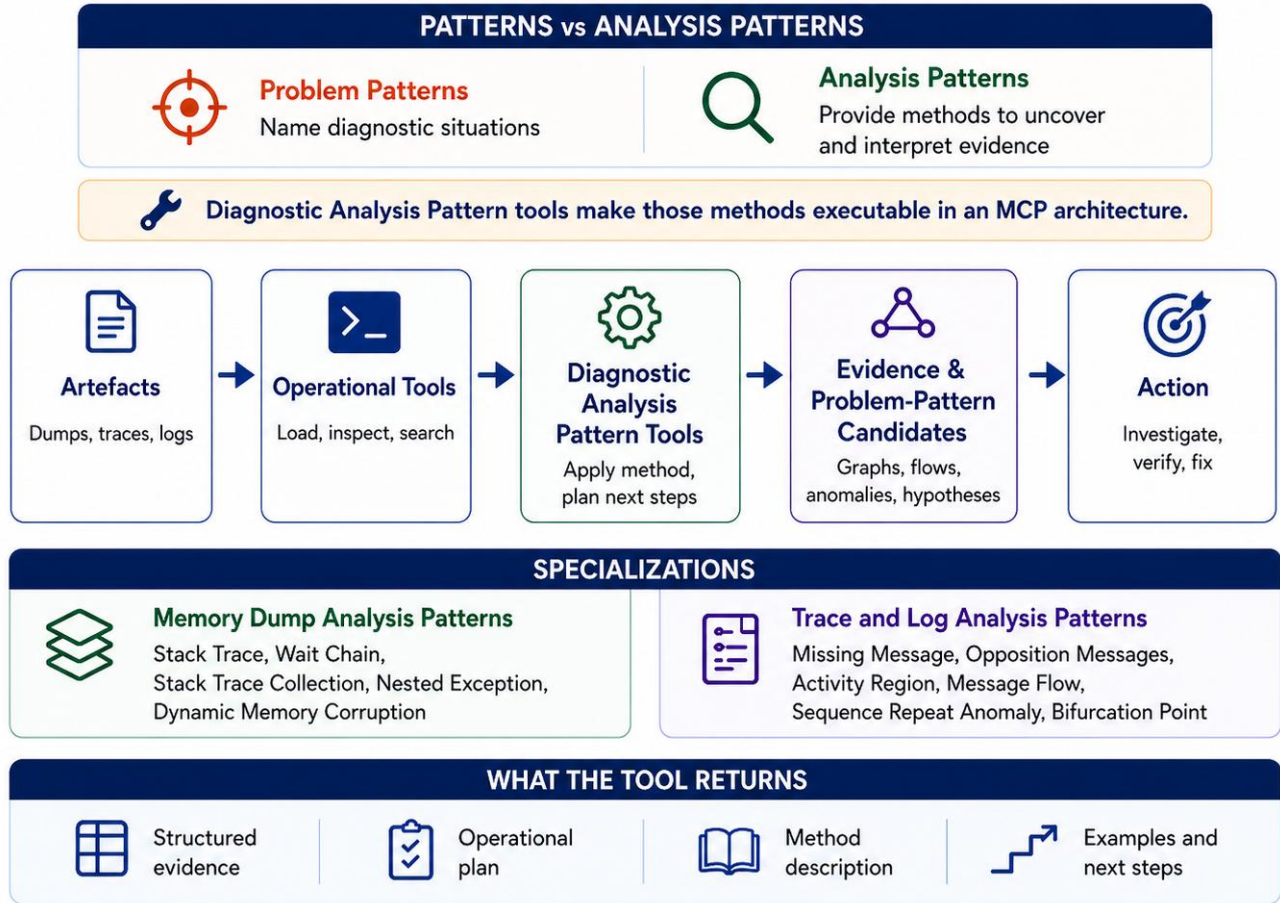 PATTERNS vs ANALYSIS PATTERNS
Problem Patterns
Name diagnostic situations
Analysis Patterns
Provide methods to uncover
and interpret evidence
Diagnostic Analysis Pattern tools make those methods executable in an MCP architecture.
Artefacts
Dumps, traces, logs
Operational Tools
Load, inspect, search
Diagnostic
Analysis
Pattern Tools
Apply method,
plan next steps
Evidence &
Problem-Pattern
Candidates
Graphs, flows,
anomalies, hypotheses
Action
Investigate,
verify, fix
SPECIALIZATIONS
Memory Dump Analysis Patterns
Stack Trace, Wait Chain,
Stack Trace Collection, Nested Exception,
Dynamic Memory Corruption
Trace and Log Analysis Patterns
Missing Message, Opposition Messages,
Activity Region, Message Flow,
Sequence Repeat Anomaly, Bifurcation Point
WHAT THE TOOL RETURNS
Structured
evidence
Operational
plan
Method
description
Examples and
next steps